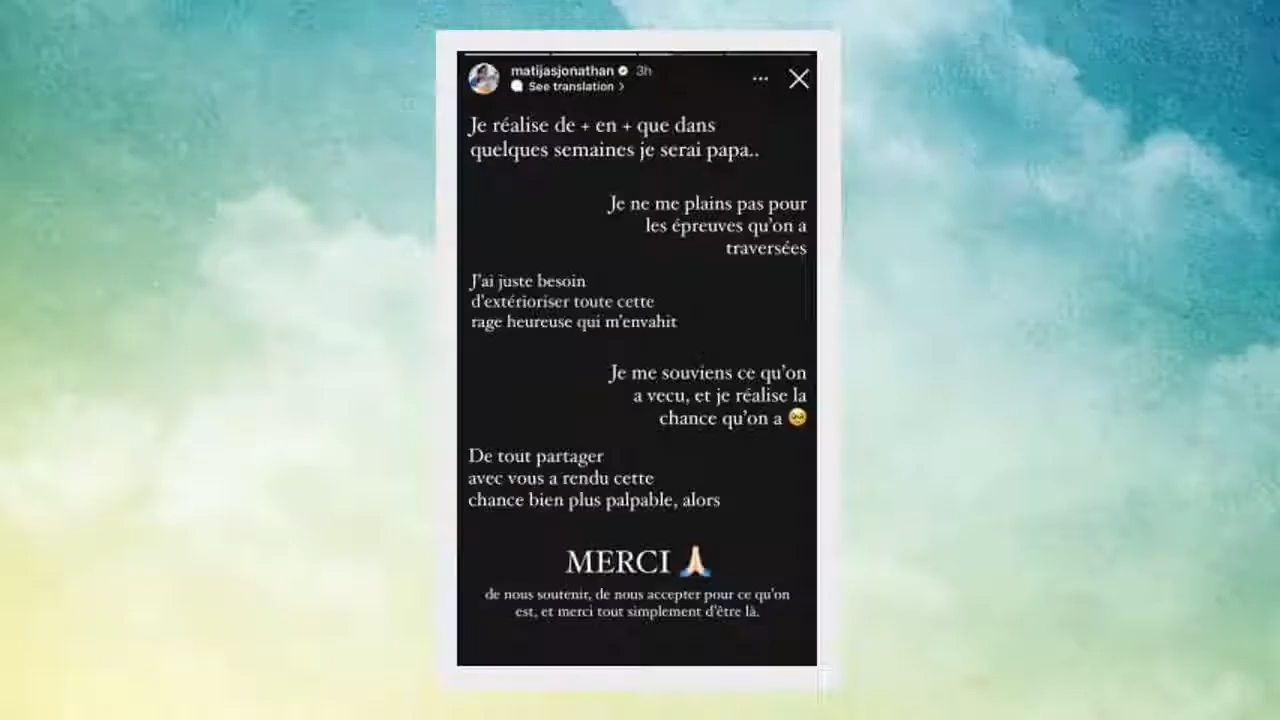 matijasjonathan 3h
See translation >
Je réalise de + en + que dans
quelques semaines je serai papa..
Je ne me plains pas pour
les épreuves qu'on a
traversées
J'ai juste besoin
d'extérioriser toute cette
rage heureuse qui m'envahit
Je me souviens ce qu'on
a vecu, et je réalise la
chance qu'on a 🥺
De tout partager
avec vous a rendu cette
chance bien plus palpable, alors
MERCI 🙏🏻
de nous soutenir, de nous accepter pour ce qu'on
est, et merci tout simplement d'être là.